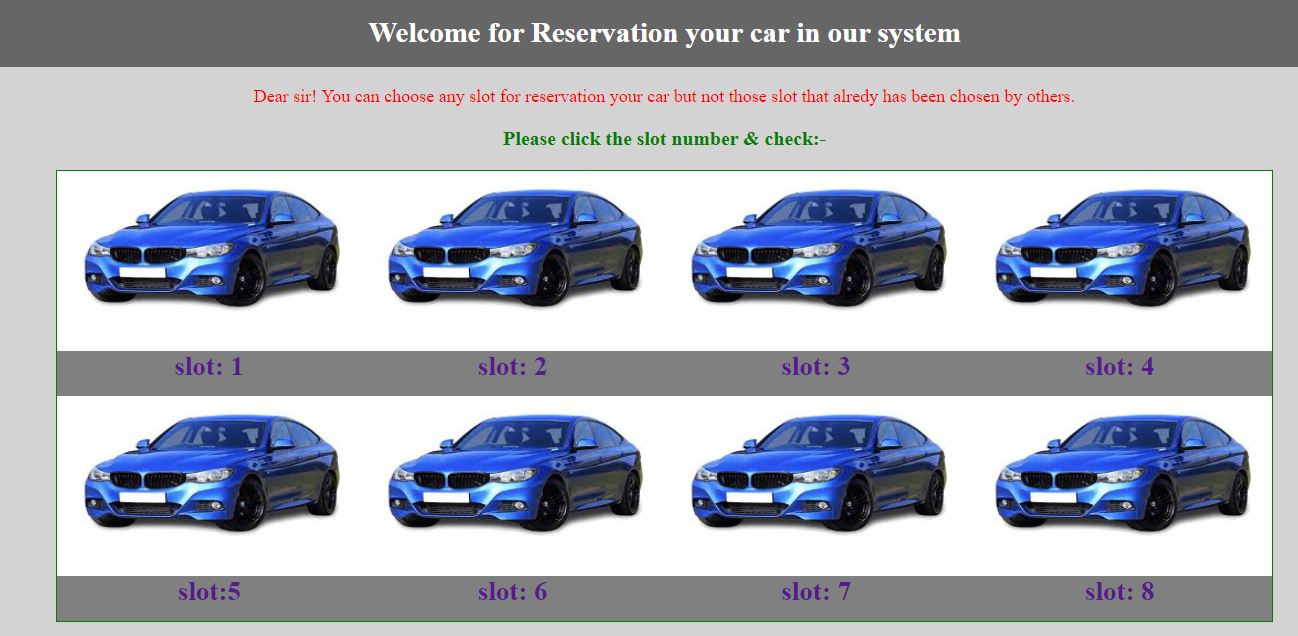 Welcome for Reservation your car in our system
Dear sir! You can choose any slot for reservation your car but not those slot that alredy has been chosen by others.
Please click the slot number & check:-
slot: 1 slot: 2 slot: 3 slot: 4
slot:5 slot: 6 slot: 7 slot: 8